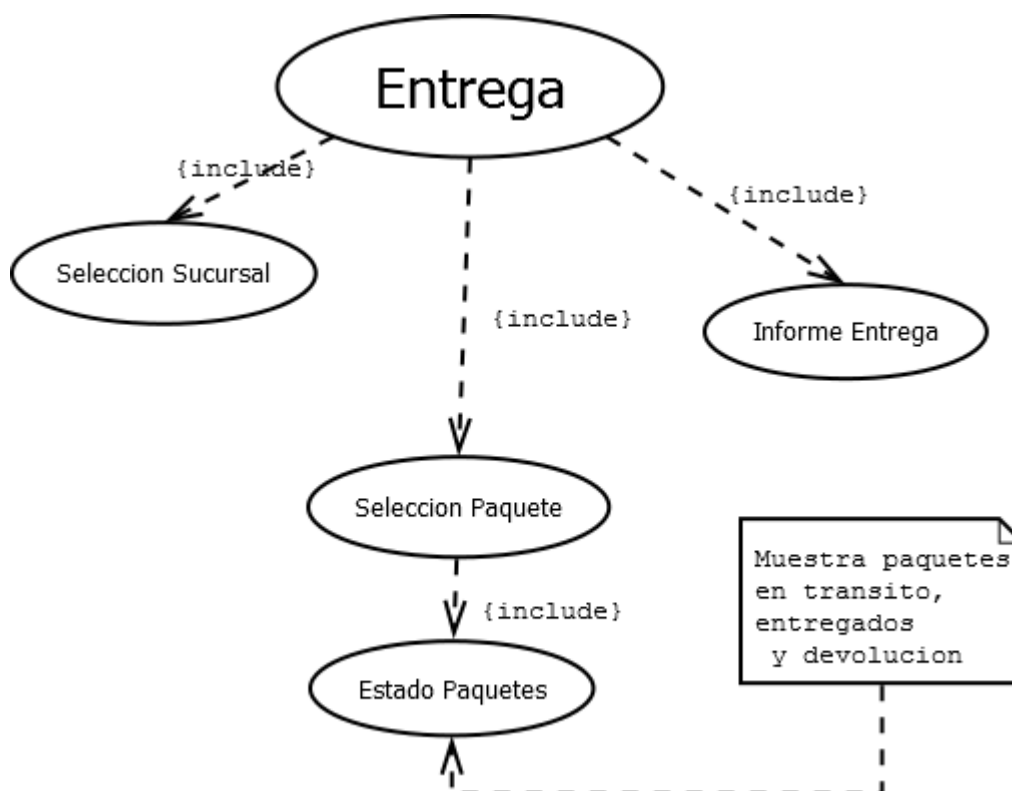 Entrega
{include}
{include}
Seleccion Sucursal
{include}
Informe Entrega
Seleccion Paquete
Muestra paquetes
en transito,
entregados
y devolucion
{include}
Estado Paquetes